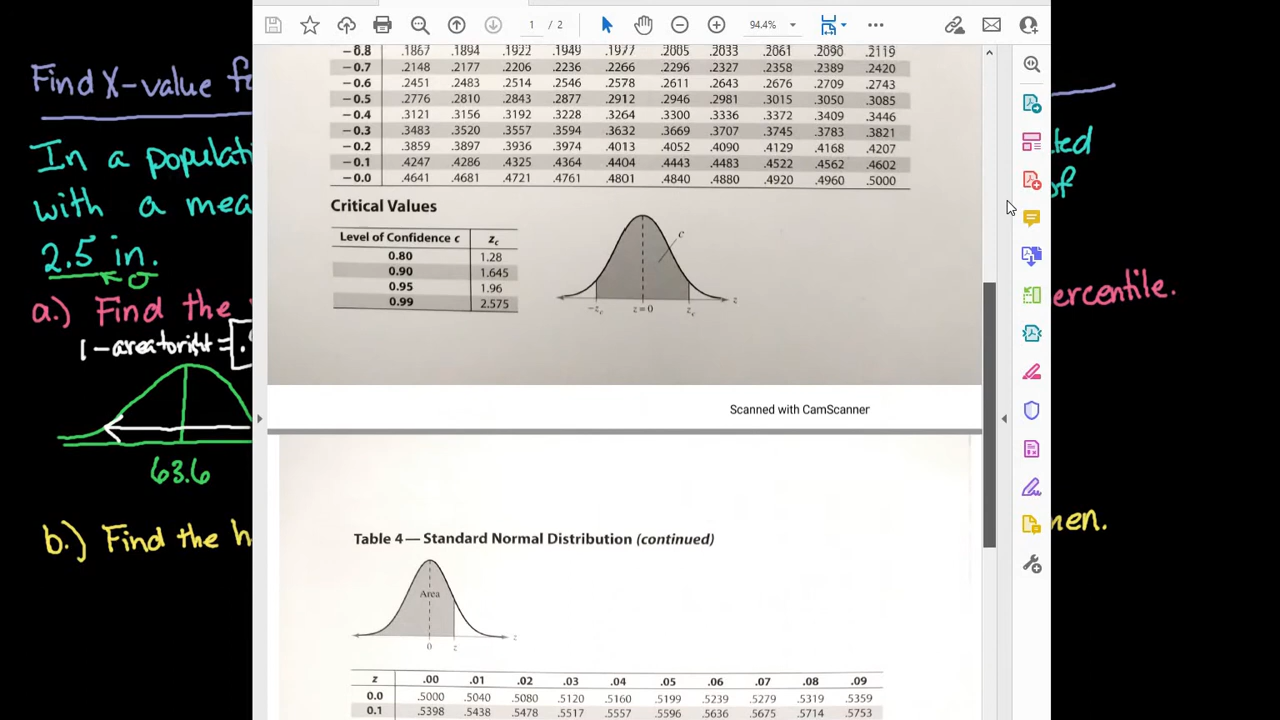 1 / 2 94.4%
Find X-value f
In a populati
ted
with a mea
of
2.5 in.
σ
a.) Find the
ercentile.
1 - area to right = .
63.6
b.) Find the h
men.
−0.8 .1867 .1894 .1922 .1949 .1977 .2005 .2033 .2061 .2090 .2119
−0.7 .2148 .2177 .2206 .2236 .2266 .2296 .2327 .2358 .2389 .2420
−0.6 .2451 .2483 .2514 .2546 .2578 .2611 .2643 .2676 .2709 .2743
−0.5 .2776 .2810 .2843 .2877 .2912 .2946 .2981 .3015 .3050 .3085
−0.4 .3121 .3156 .3192 .3228 .3264 .3300 .3336 .3372 .3409 .3446
−0.3 .3483 .3520 .3557 .3594 .3632 .3669 .3707 .3745 .3783 .3821
−0.2 .3859 .3897 .3936 .3974 .4013 .4052 .4090 .4129 .4168 .4207
−0.1 .4247 .4286 .4325 .4364 .4404 .4443 .4483 .4522 .4562 .4602
−0.0 .4641 .4681 .4721 .4761 .4801 .4840 .4880 .4920 .4960 .5000
Critical Values
Level of Confidence c zc
0.80 1.28
0.90 1.645
0.95 1.96
0.99 2.575
c
−zc z=0 zc z
Scanned with CamScanner
Table 4—Standard Normal Distribution (continued)
Area
0 z z
z .00 .01 .02 .03 .04 .05 .06 .07 .08 .09
0.0 .5000 .5040 .5080 .5120 .5160 .5199 .5239 .5279 .5319 .5359
0.1 .5398 .5438 .5478 .5517 .5557 .5596 .5636 .5675 .5714 .5753